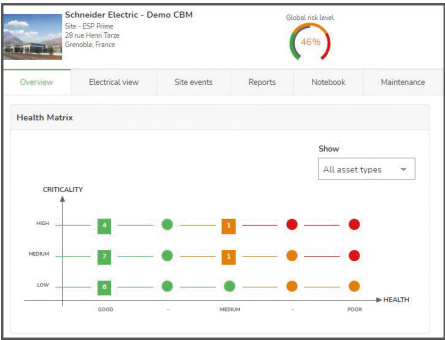 Schneider Electric - Demo CBM
Site - ESP Prime
28 rue Henri Tarze
Grenoble, France
Global risk level
46%
Overview Electrical view Site events Reports Notebook Maintenance
Health Matrix
Show
All asset types
CRITICALITY
HIGH 4 1
MEDIUM 7 1
LOW 6
HEALTH
GOOD - MEDIUM - POOR